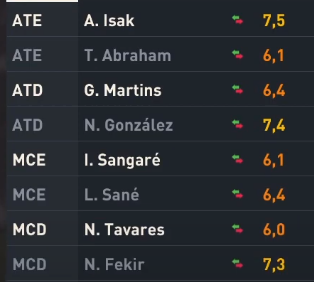 ATE A. Isak 7,5
ATE T. Abraham 6,1
ATD G. Martins 6,4
ATD N. González 7,4
MCE I. Sangaré 6,1
MCE L. Sané 6,4
MCD N. Tavares 6,0
MCD N. Fekir 7,3